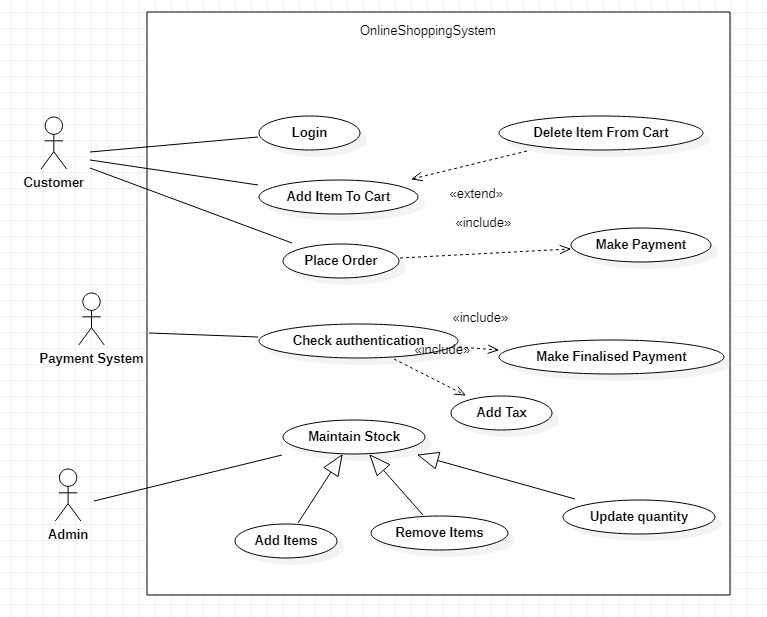 OnlineShoppingSystem
Login
Delete Item From Cart
Customer
Add Item To Cart
«extend»
«include»
Place Order
Make Payment
Payment System
Check authentication
«include»
«include»
Make Finalised Payment
Add Tax
Maintain Stock
Admin
Add Items
Remove Items
Update quantity